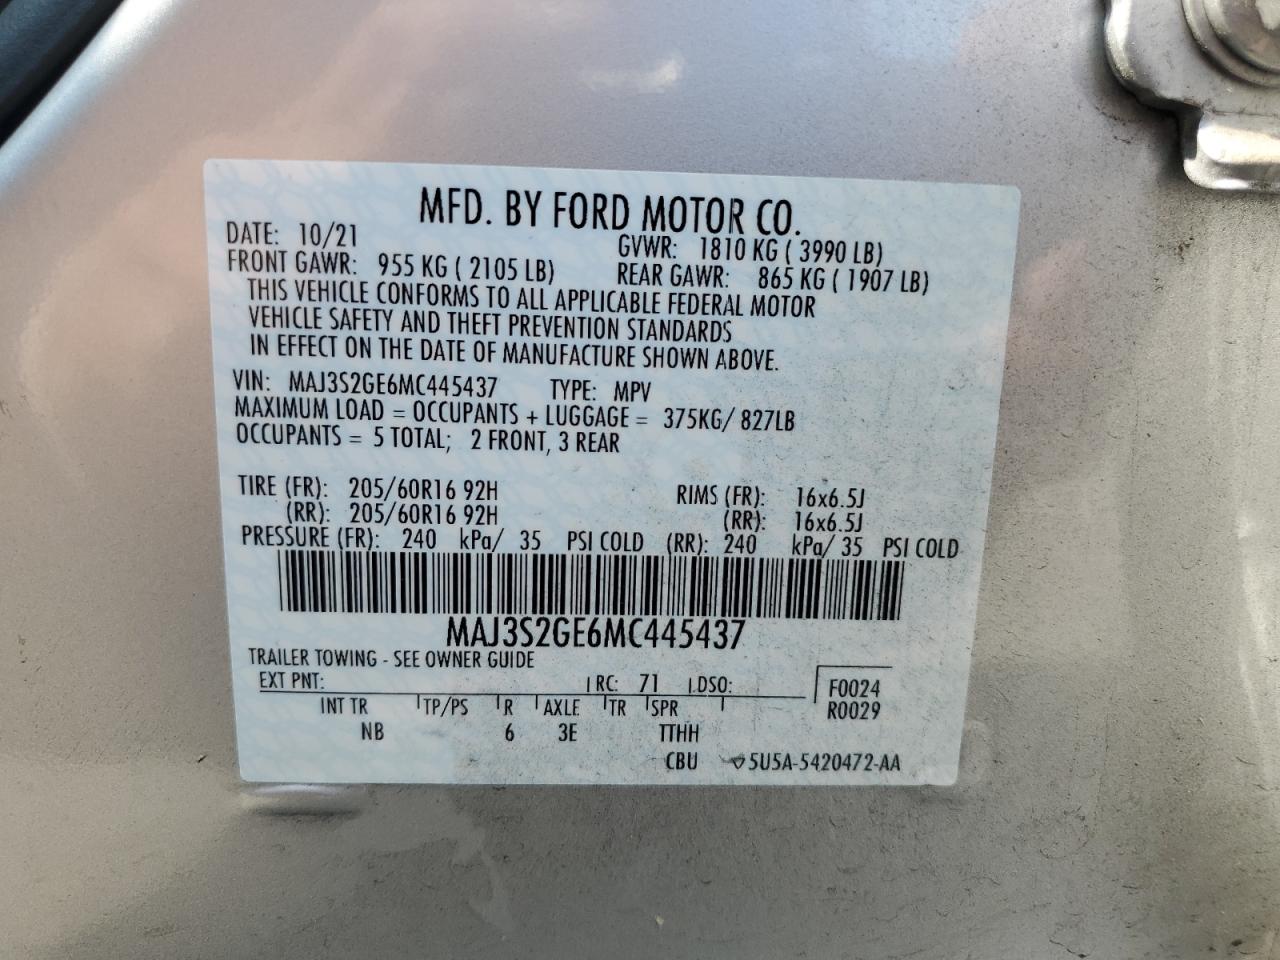 MFD. BY FORD MOTOR CO.
DATE: 10/21 GVWR: 1810 KG ( 3990 LB)
FRONT GAWR: 955 KG ( 2105 LB) REAR GAWR: 865 KG ( 1907 LB)
THIS VEHICLE CONFORMS TO ALL APPLICABLE FEDERAL MOTOR
VEHICLE SAFETY AND THEFT PREVENTION STANDARDS
IN EFFECT ON THE DATE OF MANUFACTURE SHOWN ABOVE.
VIN: MAJ3S2GE6MC445437 TYPE: MPV
MAXIMUM LOAD = OCCUPANTS + LUGGAGE = 375KG/ 827LB
OCCUPANTS = 5 TOTAL; 2 FRONT, 3 REAR
TIRE (FR): 205/60R16 92H RIMS (FR): 16x6.5J
(RR): 205/60R16 92H (RR): 16x6.5J
PRESSURE (FR): 240 kPa/ 35 PSI COLD (RR): 240 kPa/ 35 PSI COLD
MAJ3S2GE6MC445437
TRAILER TOWING - SEE OWNER GUIDE
EXT PNT: RC: 71 DSO: F0024
INT TR TP/PS R AXLE TR SPR R0029
NB 6 3E TTHH
CBU ▽5U5A-5420472-AA